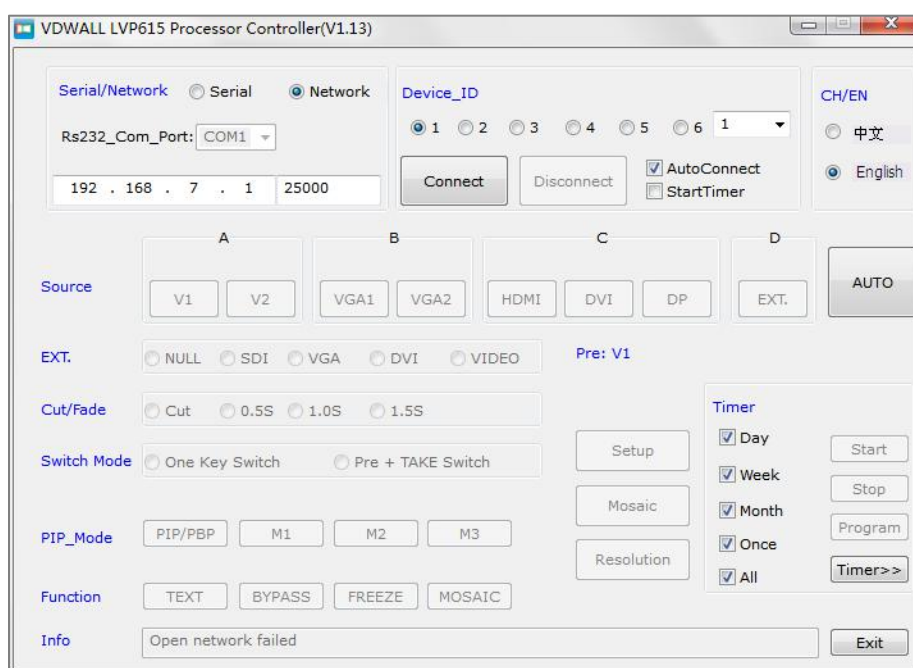 VDWALL LVP615 Processor Controller(V1.13)
Serial/Network Serial Network
Rs232_Com_Port: COM1
192 . 168 . 7 . 1 25000
Device_ID
1 2 3 4 5 6 1
Connect Disconnect
AutoConnect
StartTimer
CH/EN
中文
English
A B C D
Source V1 V2 VGA1 VGA2 HDMI DVI DP EXT. AUTO
EXT. NULL SDI VGA DVI VIDEO Pre: V1
Cut/Fade Cut 0.5S 1.0S 1.5S
Switch Mode One Key Switch Pre + TAKE Switch
PIP_Mode PIP/PBP M1 M2 M3
Function TEXT BYPASS FREEZE MOSAIC
Setup
Mosaic
Resolution
Timer
Day
Week
Month
Once
All
Start
Stop
Program
Timer>>
Info Open network failed Exit